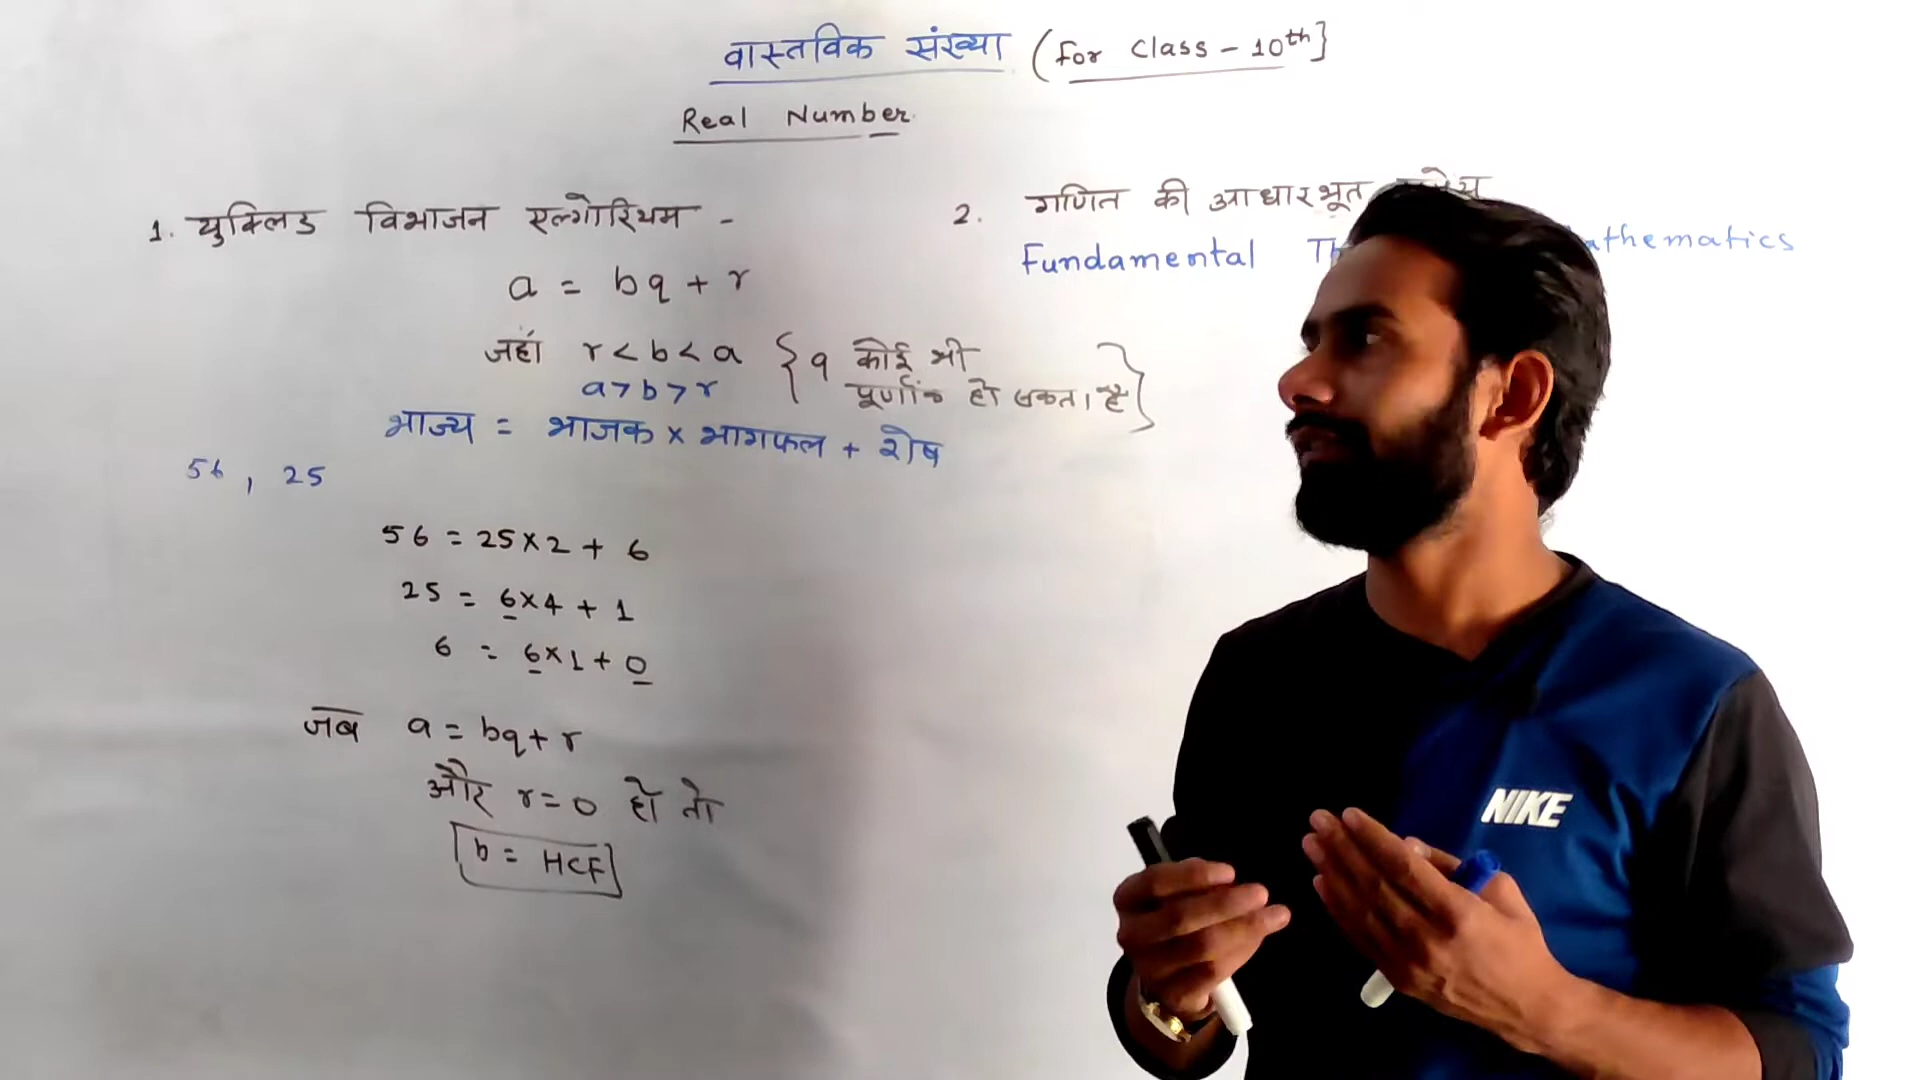 वास्तविक संख्या (for class - 10th]
Real Number.
1. युक्लिड विभाजन एल्गोरिथम -
a = bq + r
जहां r < b < a { q कोई भी
पूर्णांक हो सकता है }
a > b > r
भाज्य = भाजक × भागफल + शेष
56 , 25
56 = 25×2 + 6
25 = 6×4 + 1
6 = 6×1 + 0
जब a = bq + r
और r = 0 हो तो
b = HCF
2. गणित की आधारभूत
Fundamental
NIKE